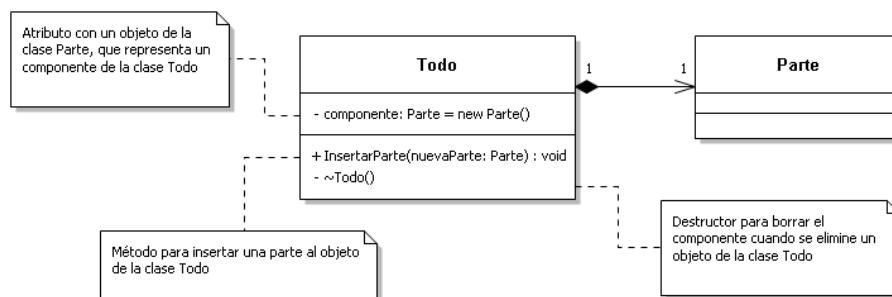 Atributo con un objeto de la
clase Parte, que representa un
componente de la clase Todo
Todo
1
1
Parte
- componente: Parte = new Parte()
+ InsertarParte(nuevaParte: Parte) : void
- ~Todo()
Método para insertar una parte al objeto
de la clase Todo
Destructor para borrar el
componente cuando se elimine un
objeto de la clase Todo